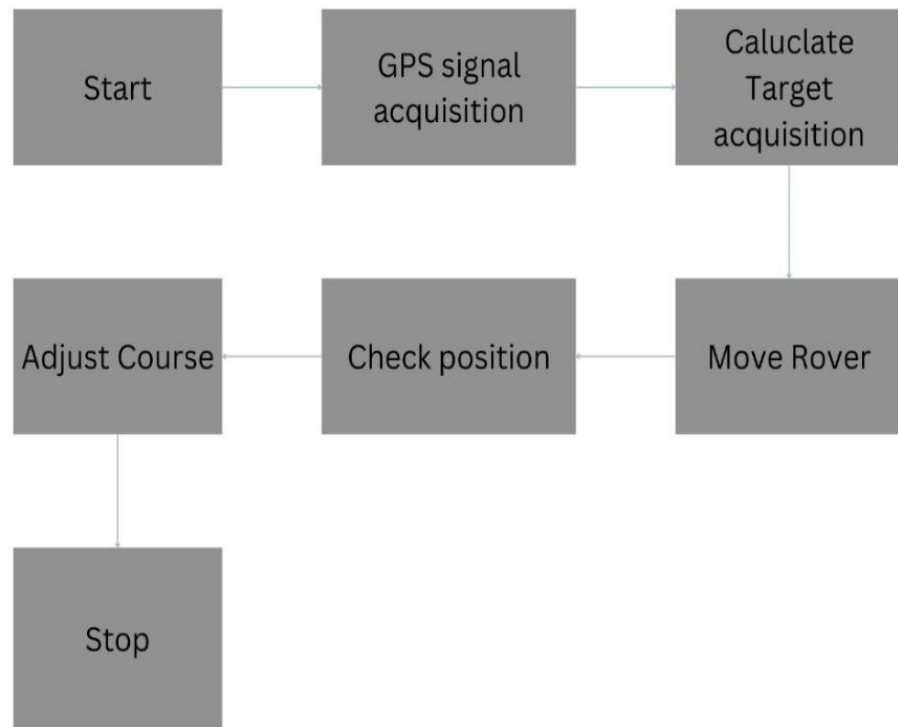 Start
GPS signal
acquisition
Caluclate
Target
acquisition
Move Rover
Check position
Adjust Course
Stop